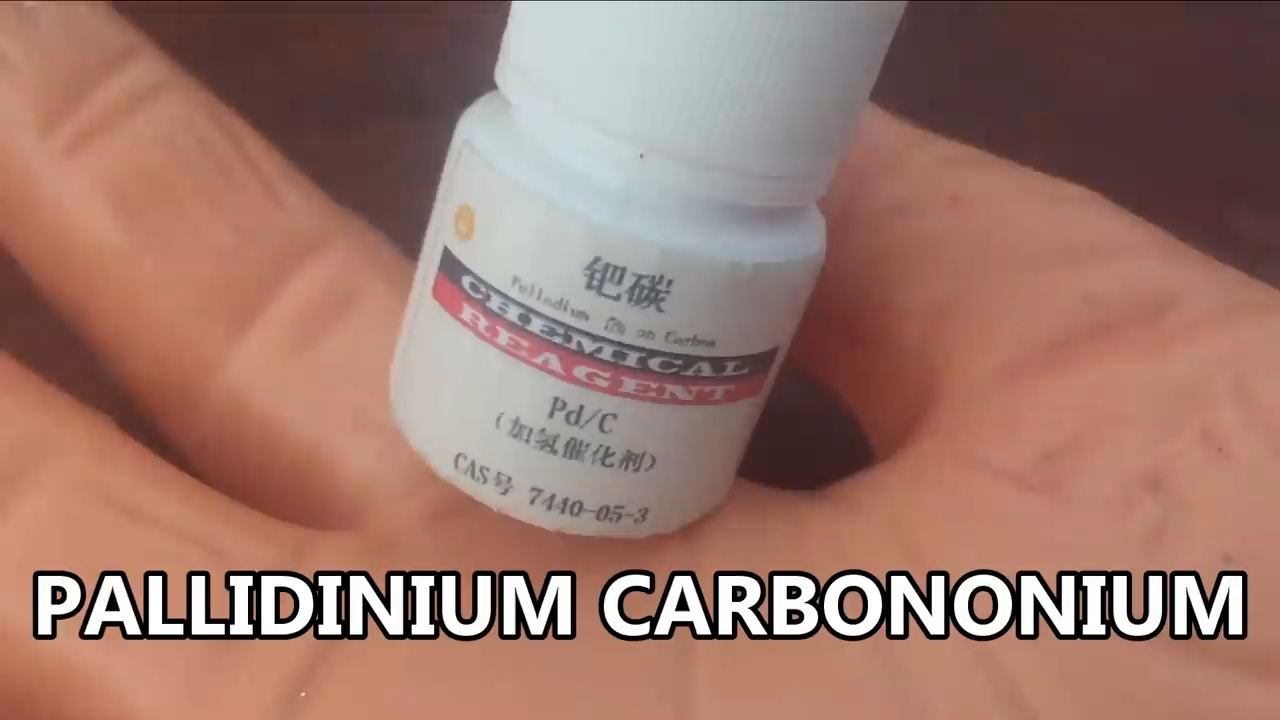 钯碳
Palladium on Carbon
CHEMICAL
REAGENT
Pd/C
(加氢催化剂)
CAS号 7440-05-3
PALLIDINIUM CARBONONIUM